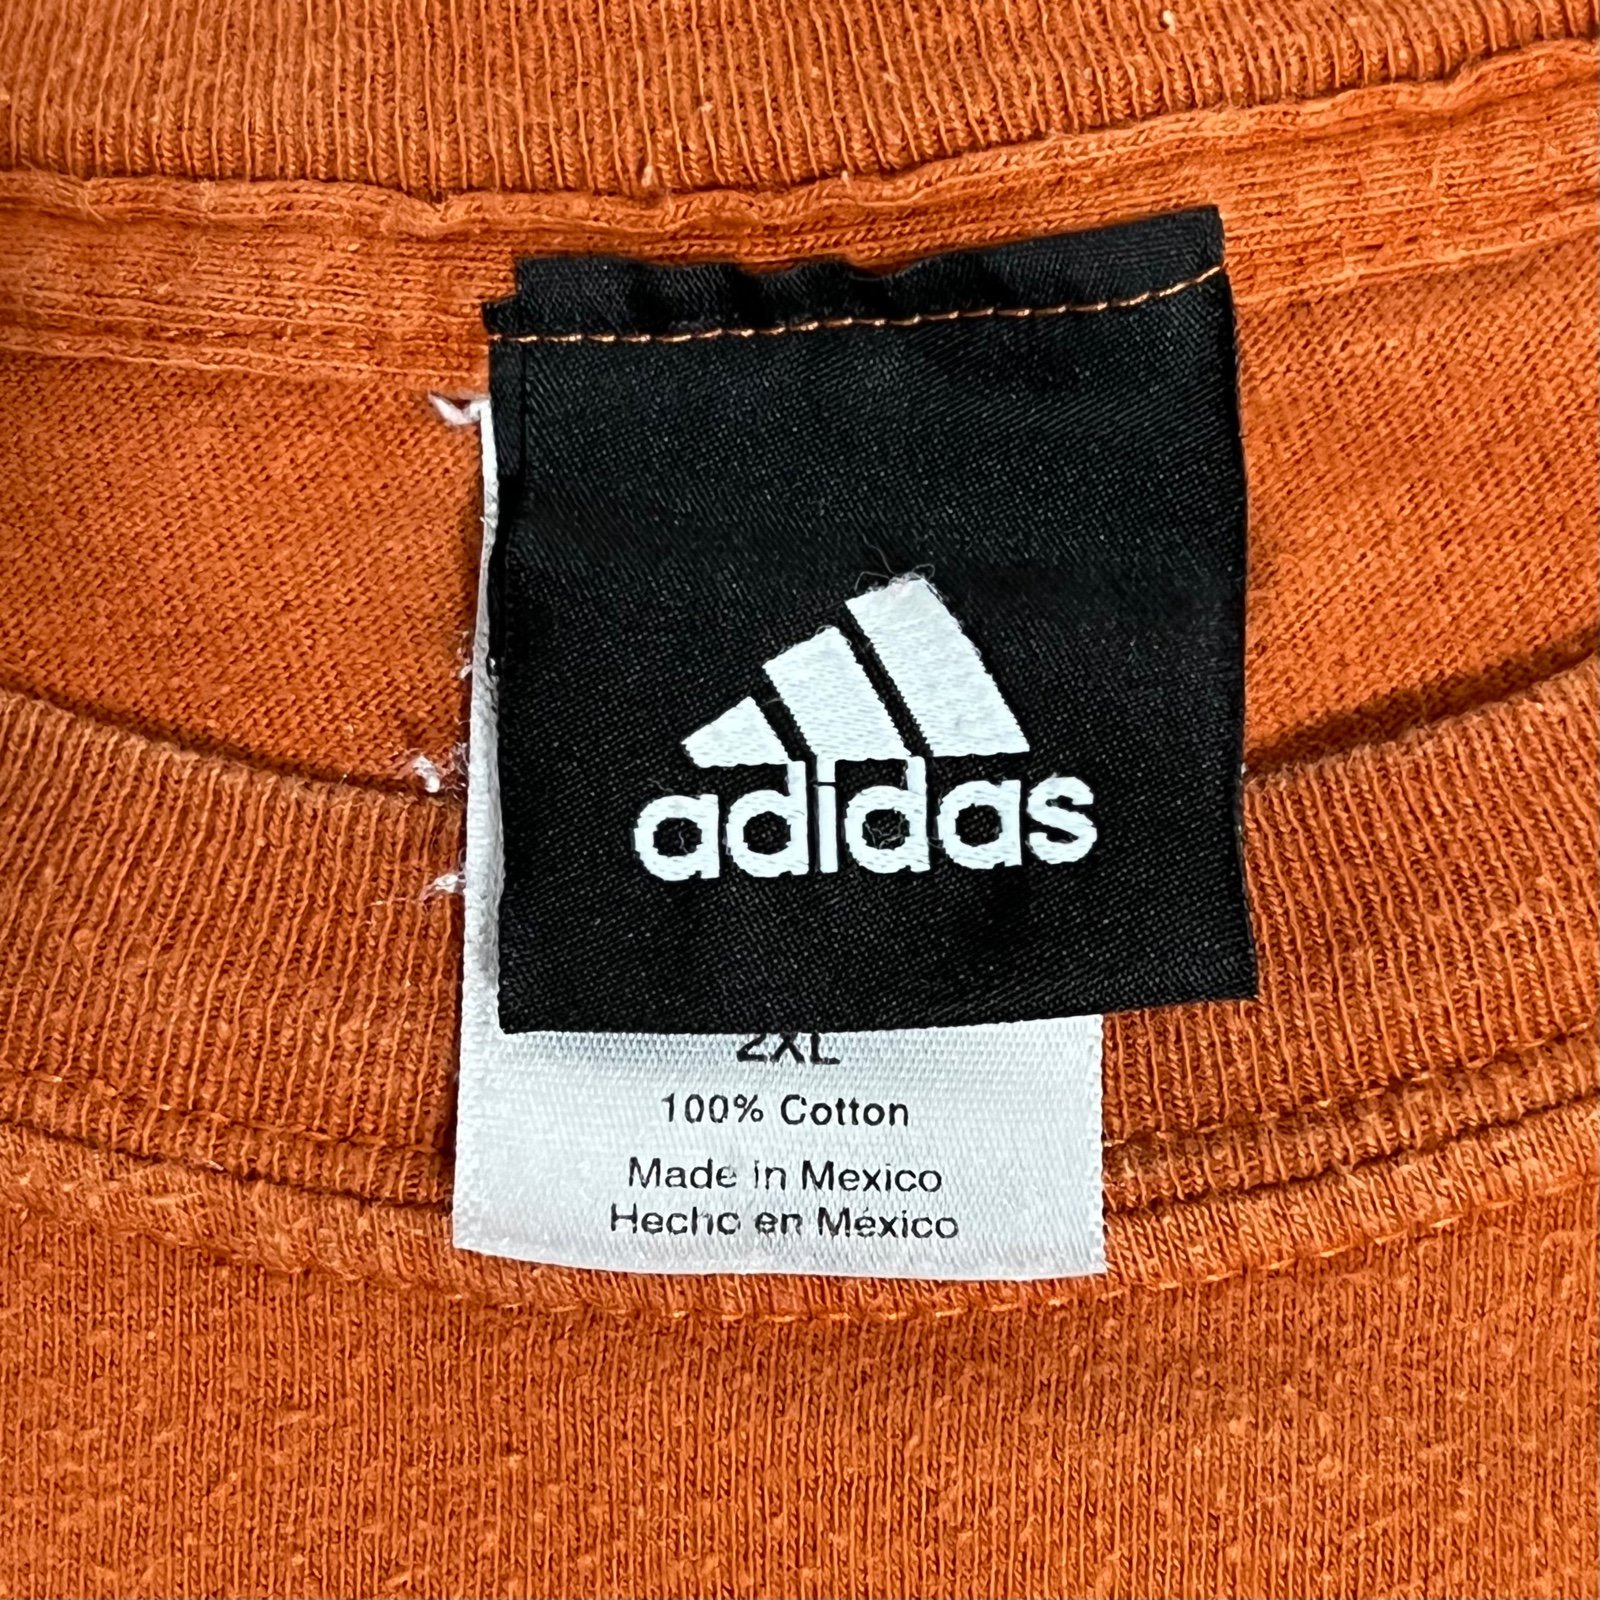 adidas
2XL
100% Cotton
Made in Mexico
Hecho en México